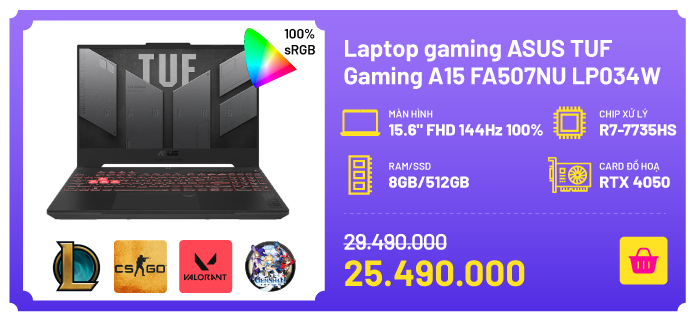 100%
sRGB
TUF
ASUS
CS GO
VALORANT
GENSHIN
Laptop gaming ASUS TUF
Gaming A15 FA507NU LP034W
MÀN HÌNH
15.6" FHD 144Hz 100%
CHIP XỬ LÝ
R7-7735HS
RAM/SSD
8GB/512GB
CARD ĐỒ HOẠ
RTX 4050
29.490.000
25.490.000